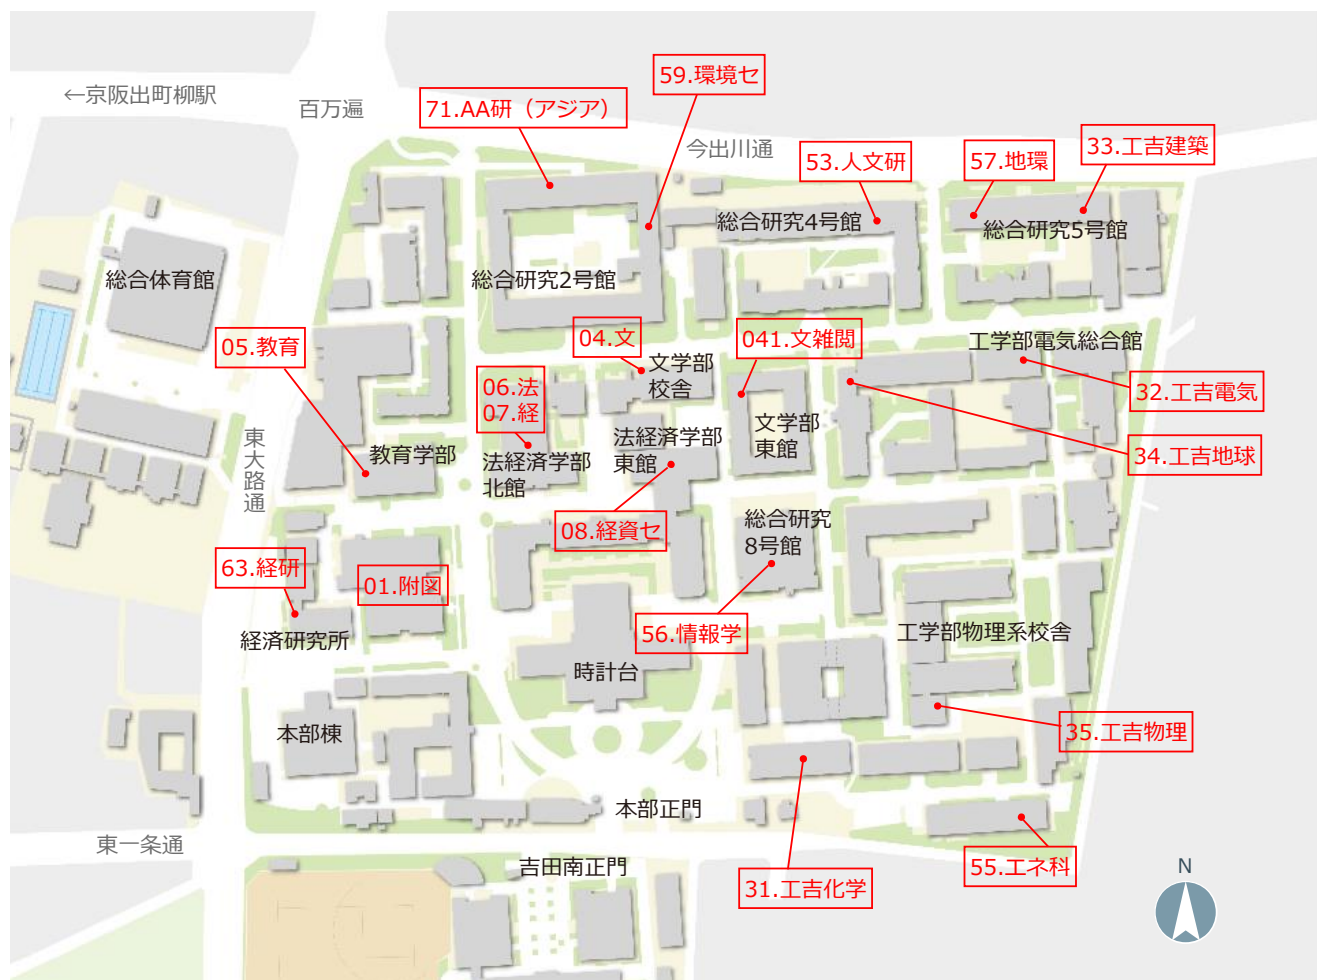 59.環境セ
←京阪出町柳駅
百万遍
71.AA研（アジア）
今出川通
53.人文研
57.地環
33.工吉建築
総合研究4号館
総合研究5号館
総合体育館
総合研究2号館
05.教育
04.文
文学部
校舎
041.文雑閲
工学部電気総合館
06.法
07.経
32.工吉電気
東大路通
教育学部
法経済学部
北館
法経済学部
東館
文学部
東館
34.工吉地球
08.経資セ
総合研究
8号館
63.経研
01.附図
経済研究所
56.情報学
工学部物理系校舎
時計台
本部棟
35.工吉物理
本部正門
東一条通
吉田南正門
31.工吉化学
55.エネ科
N